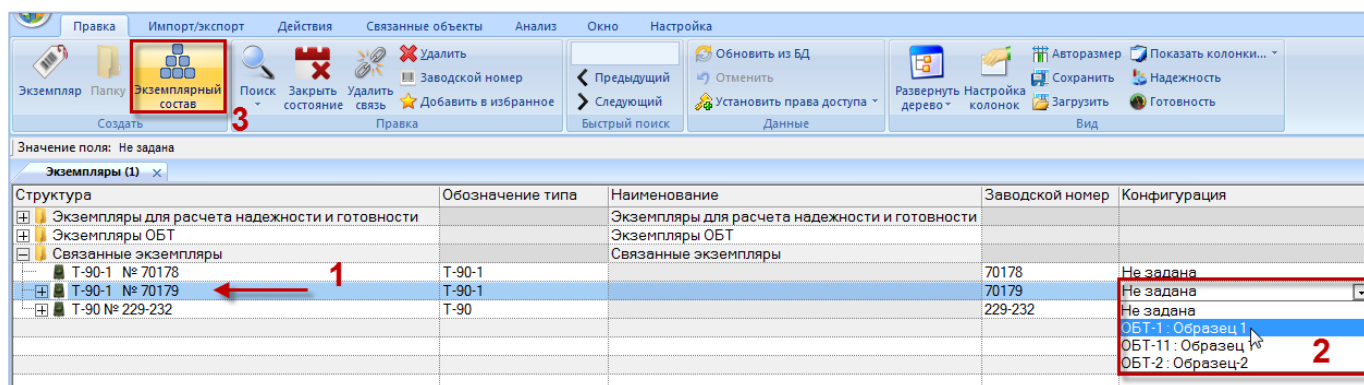 Правка Импорт/экспорт Действия Связанные объекты Анализ Окно Настройка
Экземпляр Папку Экземплярный состав
3
Создать
Поиск Закрыть состояние Удалить связь
Удалить
Заводской номер
Добавить в избранное
Правка
Предыдущий
Следующий
Быстрый поиск
Обновить из БД
Отменить
Установить права доступа
Данные
Развернуть дерево Настройка колонок
Авторазмер Показать колонки...
Сохранить Надежность
Загрузить Готовность
Вид
Значение поля: Не задана
Экземпляры (1)
Структура Обозначение типа Наименование Заводской номер Конфигурация
Экземпляры для расчета надежности и готовности Экземпляры для расчета надежности и готовности
Экземпляры ОБТ Экземпляры ОБТ
Связанные экземпляры Связанные экземпляры
Т-90-1 № 70178 Т-90-1 70178 Не задана
1
Т-90-1 № 70179 Т-90-1 70179 Не задана
Т-90 № 229-232 Т-90 229-232 Не задана
ОБТ-1 : Образец 1
ОБТ-11 : Образец 1
ОБТ-2 : Образец-2
2